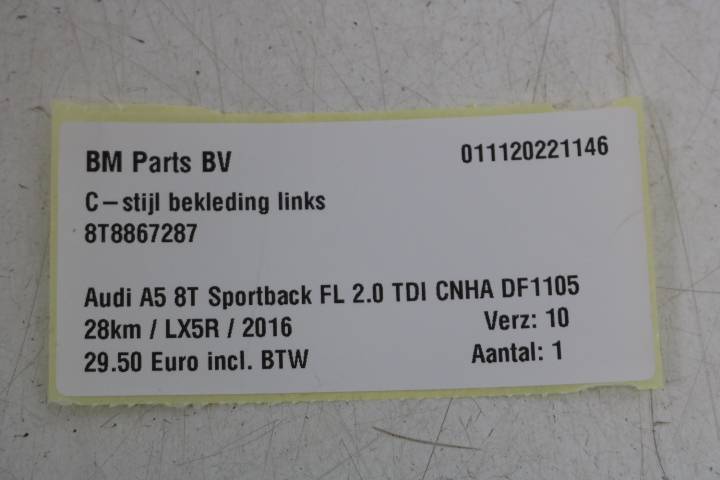 BM Parts BV 011120221146
C-stijl bekleding links
8T8867287
Audi A5 8T Sportback FL 2.0 TDI CNHA DF1105
28km / LX5R / 2016 Verz: 10
29.50 Euro incl. BTW Aantal: 1